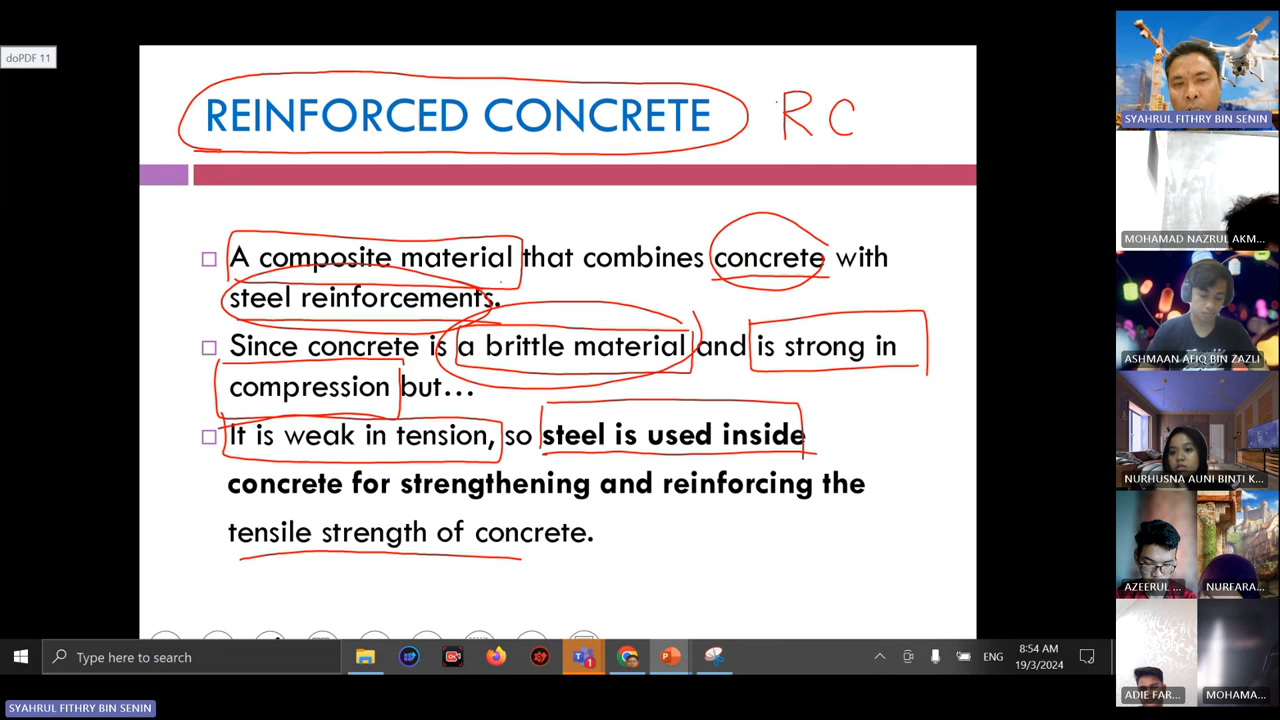 doPDF 11
REINFORCED CONCRETE RC
A composite material that combines concrete with
steel reinforcements.
Since concrete is a brittle material and is strong in
compression but...
It is weak in tension, so steel is used inside
concrete for strengthening and reinforcing the
tensile strength of concrete.
SYAHRUL FITHRY BIN SENIN
MOHAMAD NAZRUL AKM...
ASHMAAN AFIQ BIN ZAZLI
NURHUSNA AUNI BINTI K...
AZEERUL ...
NURFARA...
ADIE FAR...
MOHAMA...
Type here to search
1
ENG
8:54 AM
19/3/2024
SYAHRUL FITHRY BIN SENIN